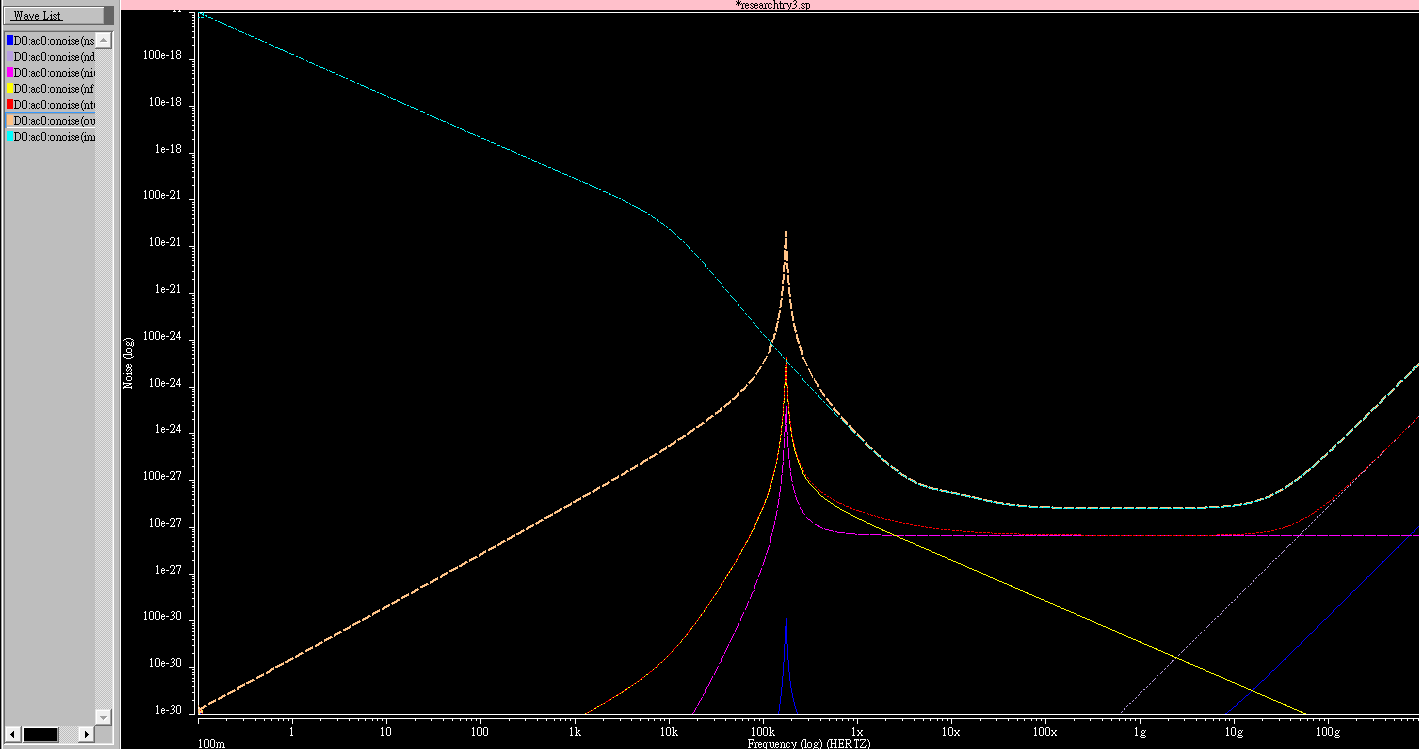 *researchtry3.sp
Wave List
D0:ac0:onoise(ns
D0:ac0:onoise(nd
D0:ac0:onoise(ni
D0:ac0:onoise(nf
D0:ac0:onoise(nt
D0:ac0:onoise(ou
D0:ac0:onoise(in
100e-18
10e-18
1e-18
100e-21
10e-21
1e-21
100e-24
10e-24
1e-24
100e-27
10e-27
1e-27
100e-30
10e-30
1e-30
Noise (log)
100m 1 10 100 1k 10k 100k 1x 10x 100x 1g 10g 100g
Frequency (log) (HERTZ)